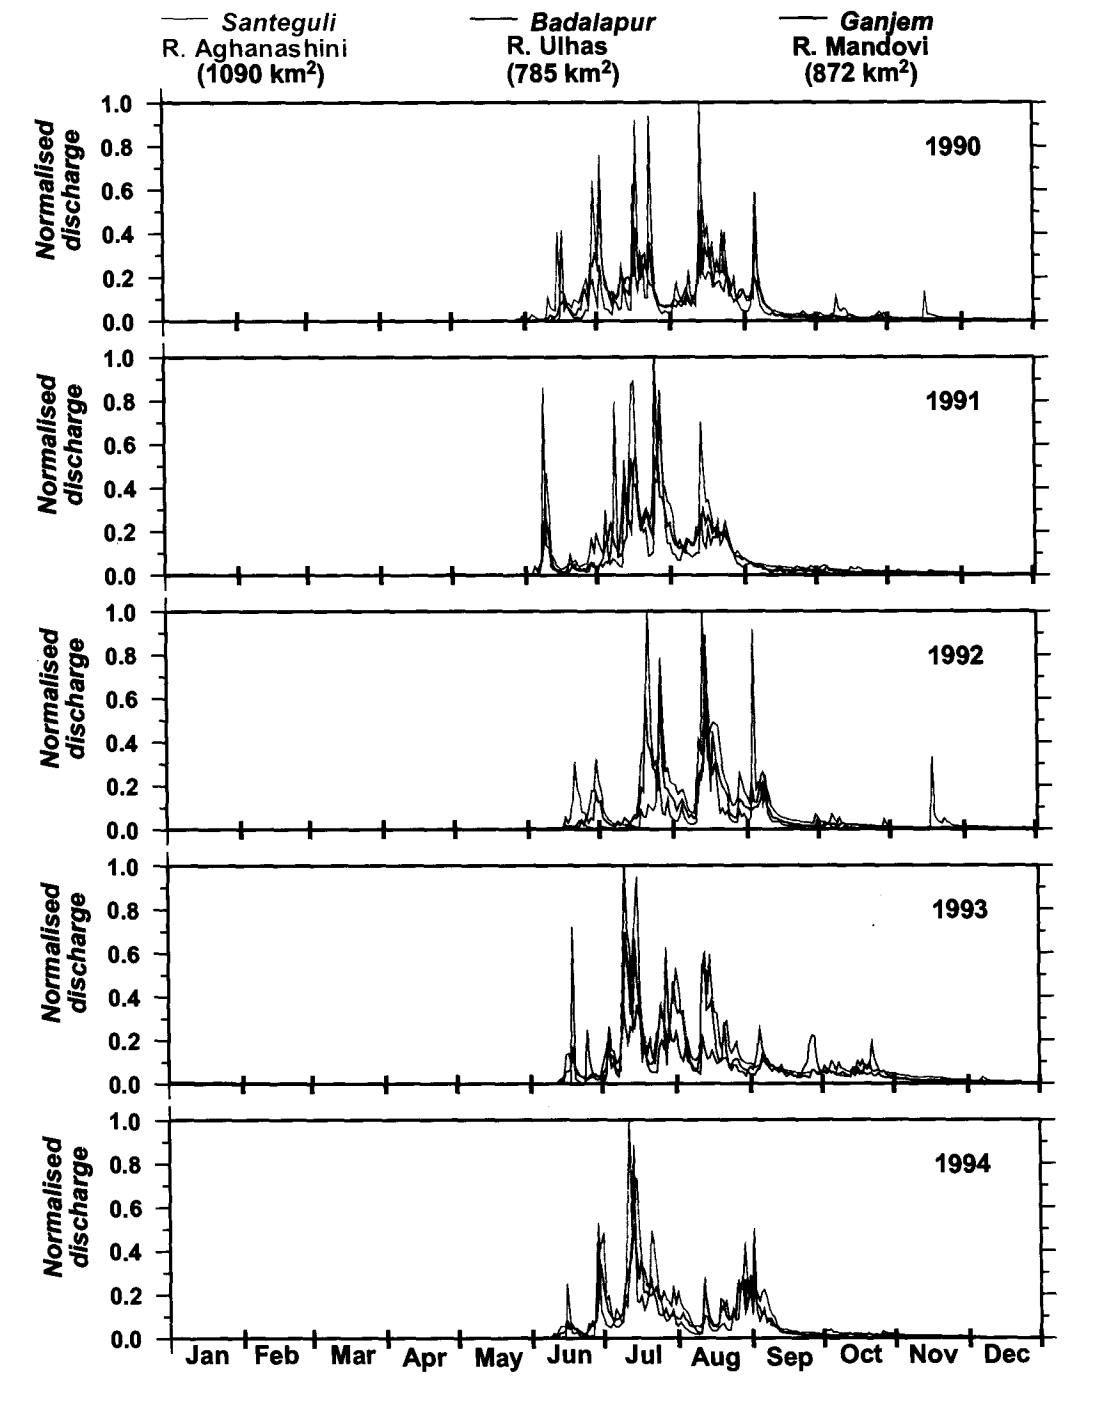 Santeguli Badalapur Ganjem
R. Aghanashini R. Ulhas R. Mandovi
(1090 km²) (785 km²) (872 km²)
Normalised
discharge
1.0
0.8
0.6
0.4
0.2
0.0
1990
Normalised
discharge
1.0
0.8
0.6
0.4
0.2
0.0
1991
Normalised
discharge
1.0
0.8
0.6
0.4
0.2
0.0
1992
Normalised
discharge
1.0
0.8
0.6
0.4
0.2
0.0
1993
Normalised
discharge
1.0
0.8
0.6
0.4
0.2
0.0
1994
Jan Feb Mar Apr May Jun Jul Aug Sep Oct Nov Dec